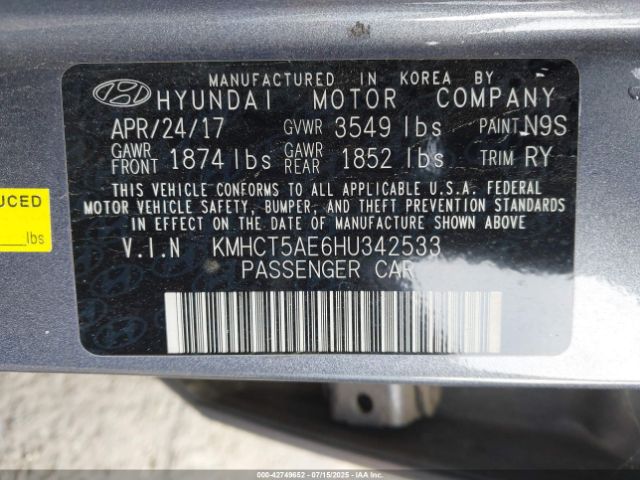 MANUFACTURED IN KOREA BY
HYUNDAI MOTOR COMPANY
APR/24/17 GVWR 3549 lbs PAINT N9S
GAWR FRONT 1874 lbs GAWR REAR 1852 lbs TRIM RY
THIS VEHICLE CONFORMS TO ALL APPLICABLE U.S.A. FEDERAL
MOTOR VEHICLE SAFETY, BUMPER, AND THEFT PREVENTION STANDARDS
IN EFFECT ON THE DATE OF MANUFACTURE SHOWN ABOVE.
V.I.N KMHCT5AE6HU342533
PASSENGER CAR
UCED
lbs
000-42749652 07/15/2025 IAAI.COM